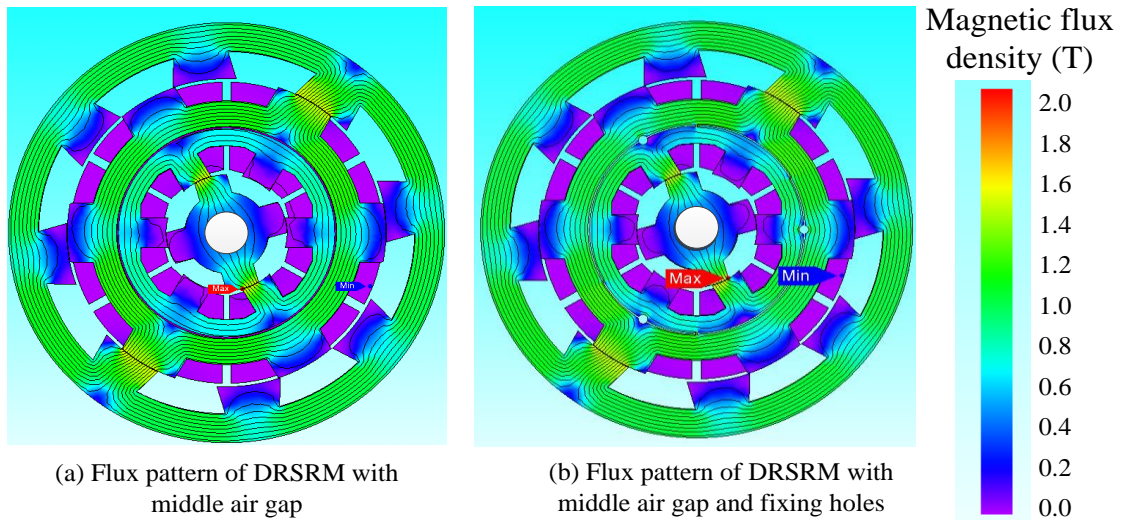 Magnetic flux
density (T)
2.0
1.8
1.6
1.4
1.2
1.0
0.8
0.6
0.4
0.2
0.0
Max
Min
Max
Min
(a) Flux pattern of DRSRM with
middle air gap
(b) Flux pattern of DRSRM with
middle air gap and fixing holes